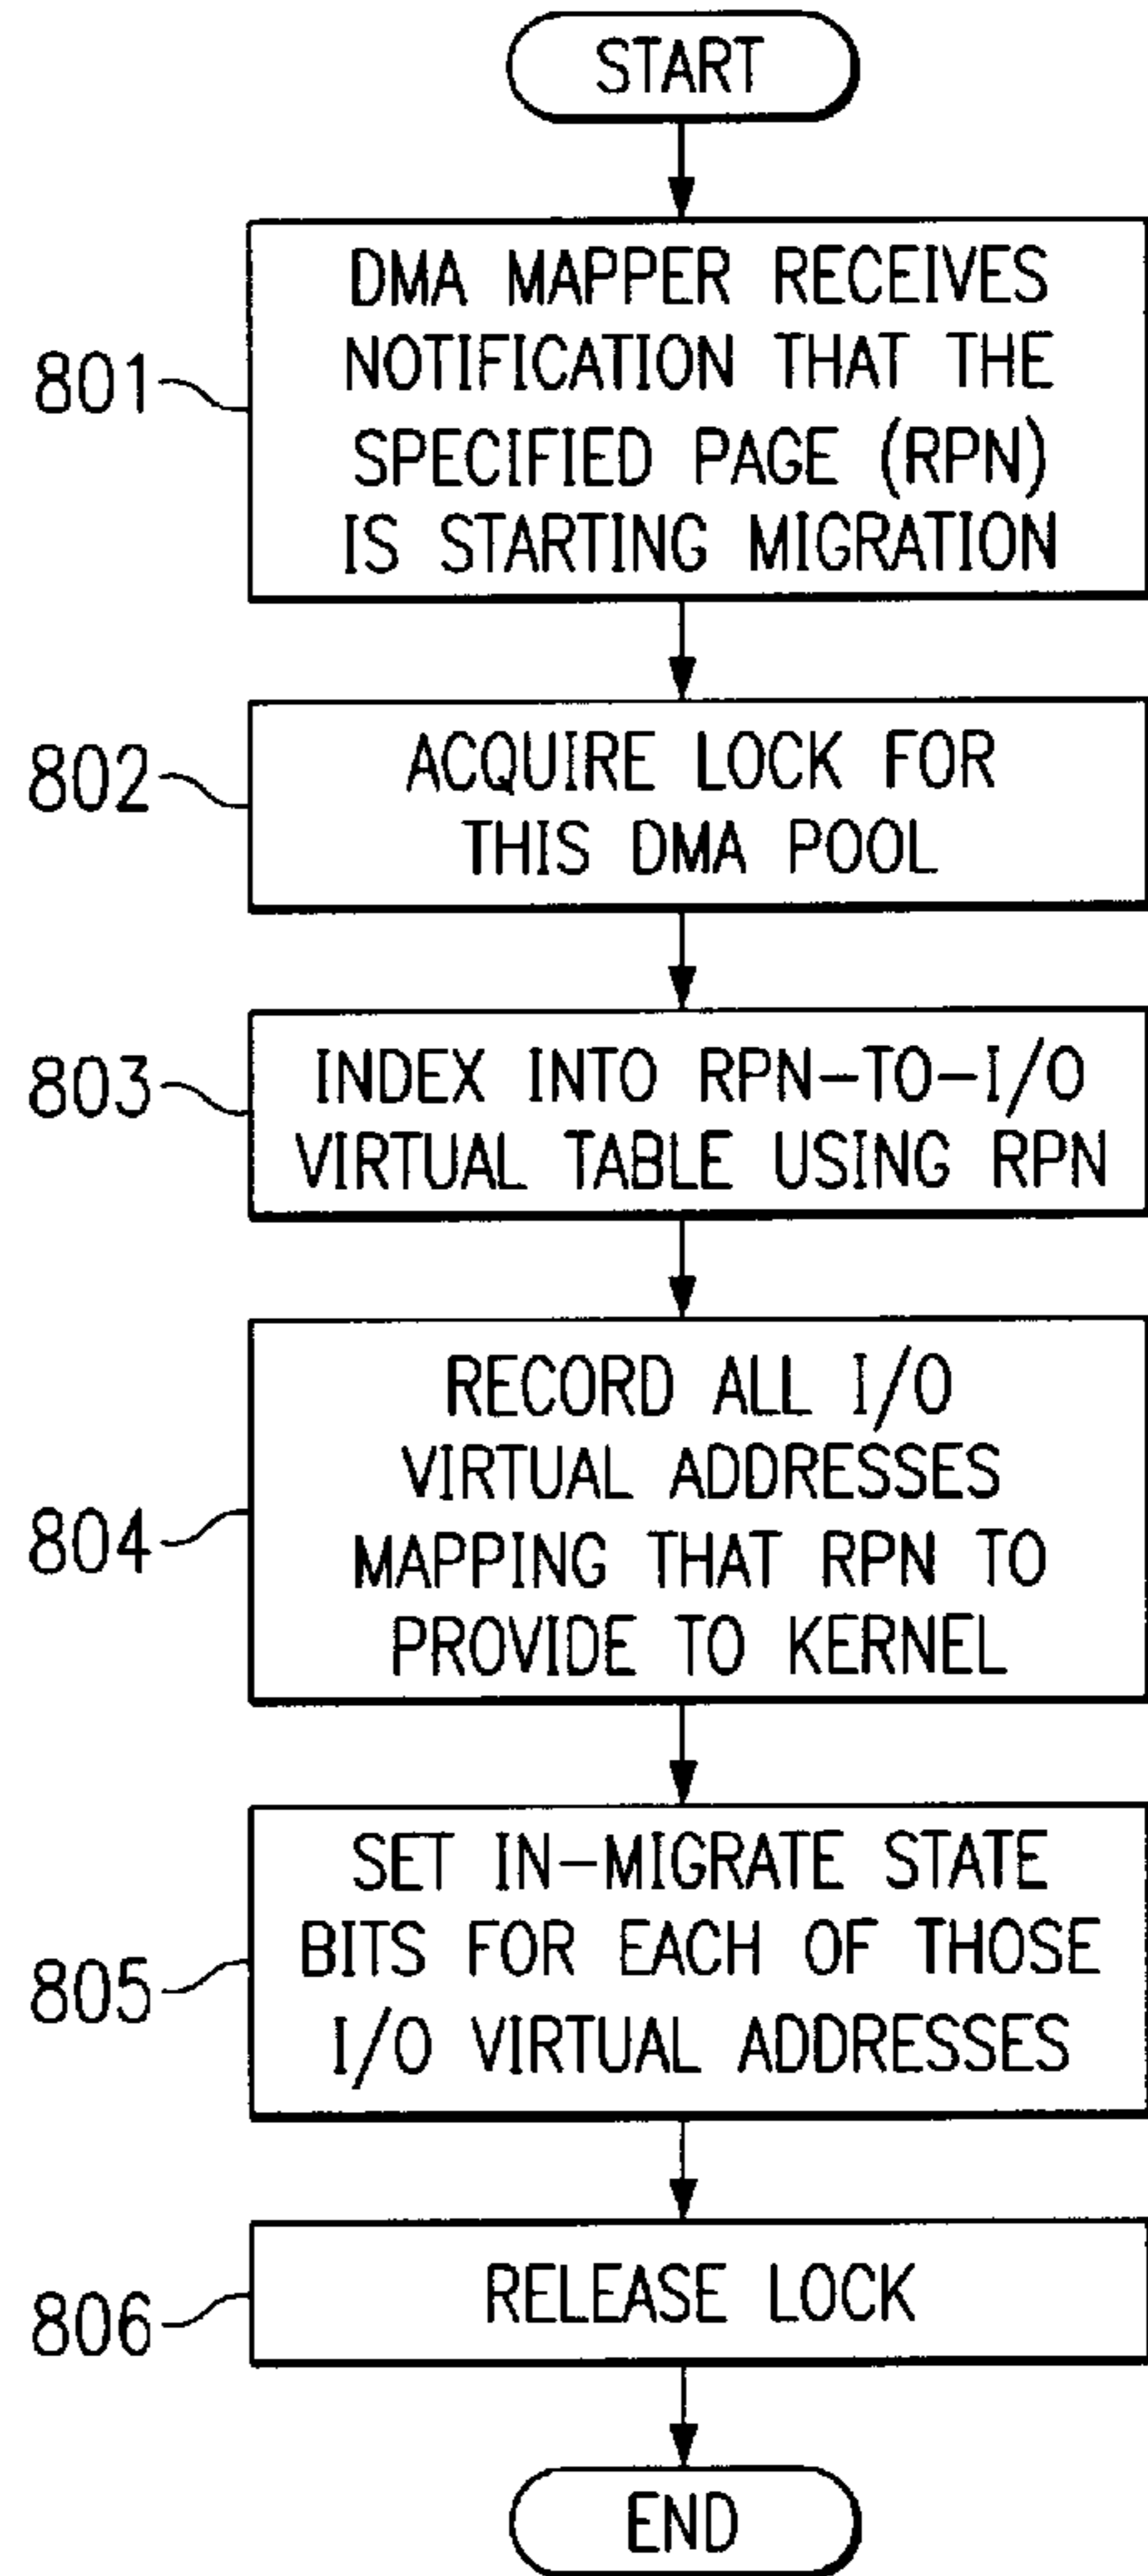 START
801
DMA MAPPER RECEIVES
NOTIFICATION THAT THE
SPECIFIED PAGE (RPN)
IS STARTING MIGRATION
802
ACQUIRE LOCK FOR
THIS DMA POOL
803
INDEX INTO RPN-TO-I/O
VIRTUAL TABLE USING RPN
804
RECORD ALL I/O
VIRTUAL ADDRESSES
MAPPING THAT RPN TO
PROVIDE TO KERNEL
805
SET IN-MIGRATE STATE
BITS FOR EACH OF THOSE
I/O VIRTUAL ADDRESSES
806
RELEASE LOCK
END